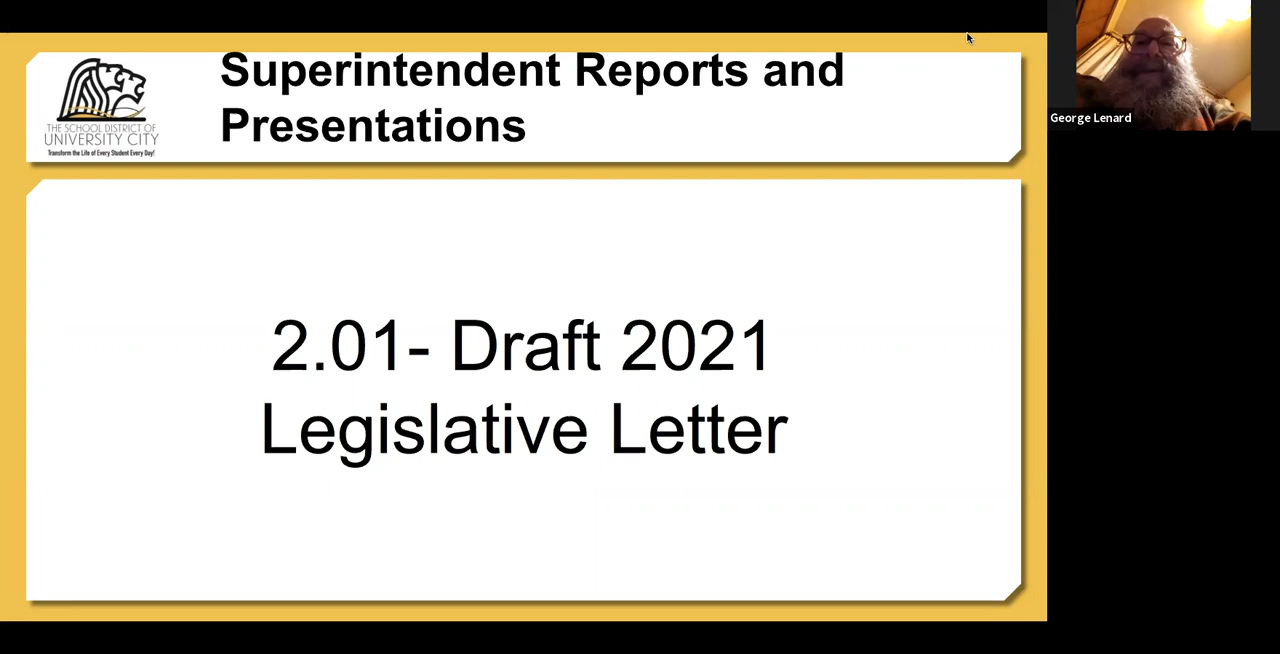 Superintendent Reports and
Presentations
THE SCHOOL DISTRICT OF
UNIVERSITY CITY
Transform the Life of Every Student Every Day!
George Lenard
2.01- Draft 2021
Legislative Letter